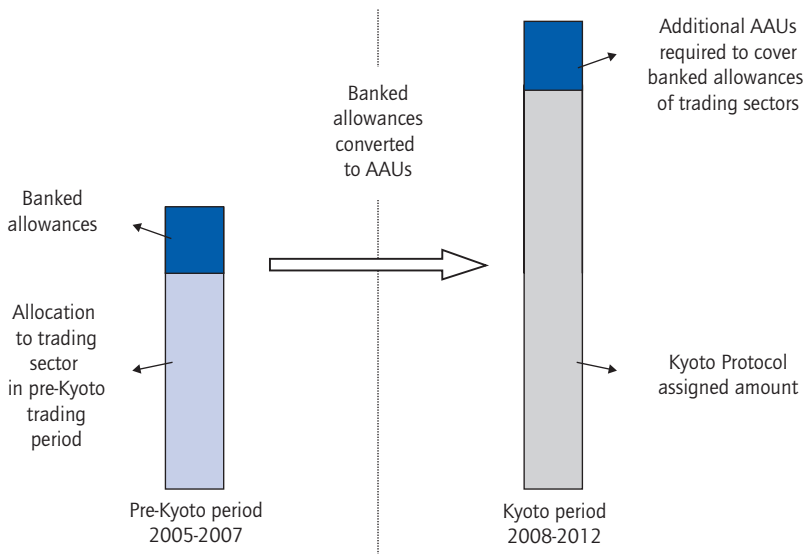 Additional AAUs
required to cover
banked allowances
of trading sectors
Banked
allowances
converted
to AAUs
Banked
allowances
Allocation
to trading
sector
in pre-Kyoto
trading
period
Kyoto Protocol
assigned amount
Pre-Kyoto period
2005-2007
Kyoto period
2008-2012